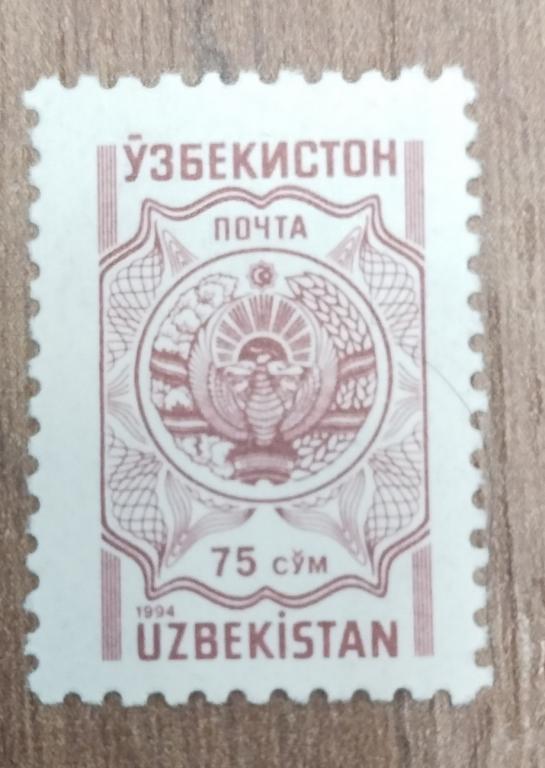 ЎЗБЕКИСТОН
ПОЧТА
75 сўм
1994
UZBEKİSTAN